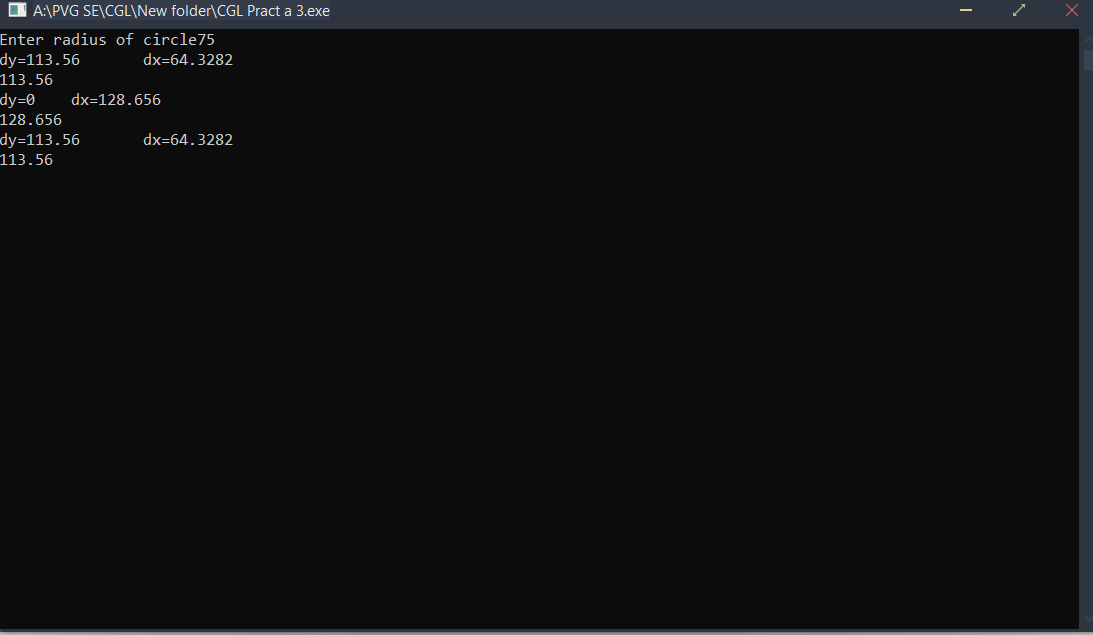 A:\PVG SE\CGL\New folder\CGL Pract a 3.exe
Enter radius of circle75
dy=113.56       dx=64.3282
113.56
dy=0    dx=128.656
128.656
dy=113.56       dx=64.3282
113.56